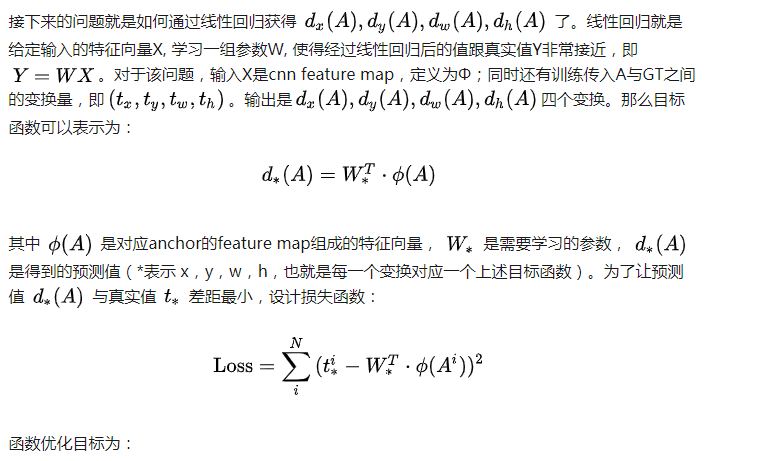 接下来的问题就是如何通过线性回归获得 d_x(A), d_y(A), d_w(A), d_h(A) 了。线性回归就是
给定输入的特征向量X, 学习一组参数W, 使得经过线性回归后的值跟真实值Y非常接近，即
Y = WX。对于该问题，输入X是cnn feature map，定义为Φ；同时还有训练传入A与GT之间
的变换量，即 (t_x, t_y, t_w, t_h)。输出是 d_x(A), d_y(A), d_w(A), d_h(A) 四个变换。那么目标
函数可以表示为：
d_*(A) = W_*^T · ϕ(A)
其中 ϕ(A) 是对应anchor的feature map组成的特征向量， W_* 是需要学习的参数， d_*(A)
是得到的预测值（*表示 x，y，w，h，也就是每一个变换对应一个上述目标函数）。为了让预测
值 d_*(A) 与真实值 t_* 差距最小，设计损失函数：
Loss = ∑_i^N (t_*^i − W_*^T · ϕ(A^i))^2
函数优化目标为：